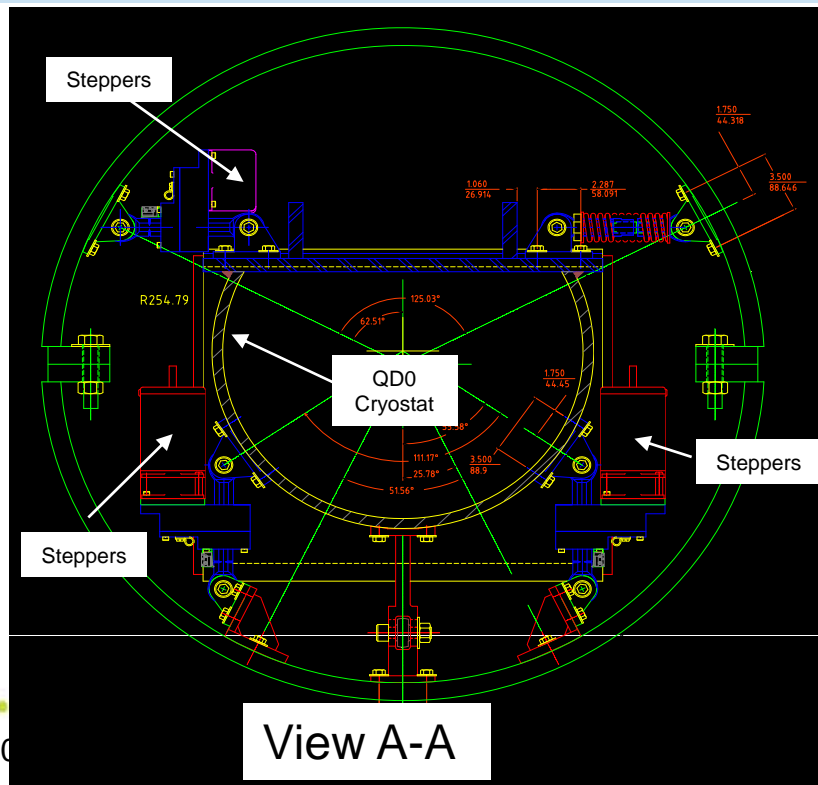 Steppers
1.750
44.318
1.060
26.914
2.287
58.091
3.500
88.646
R254.79
125.03°
62.51°
QD0
Cryostat
1.750
44.45
111.17°
3.500
88.9
25.78°
51.56°
Steppers
Steppers
View A-A